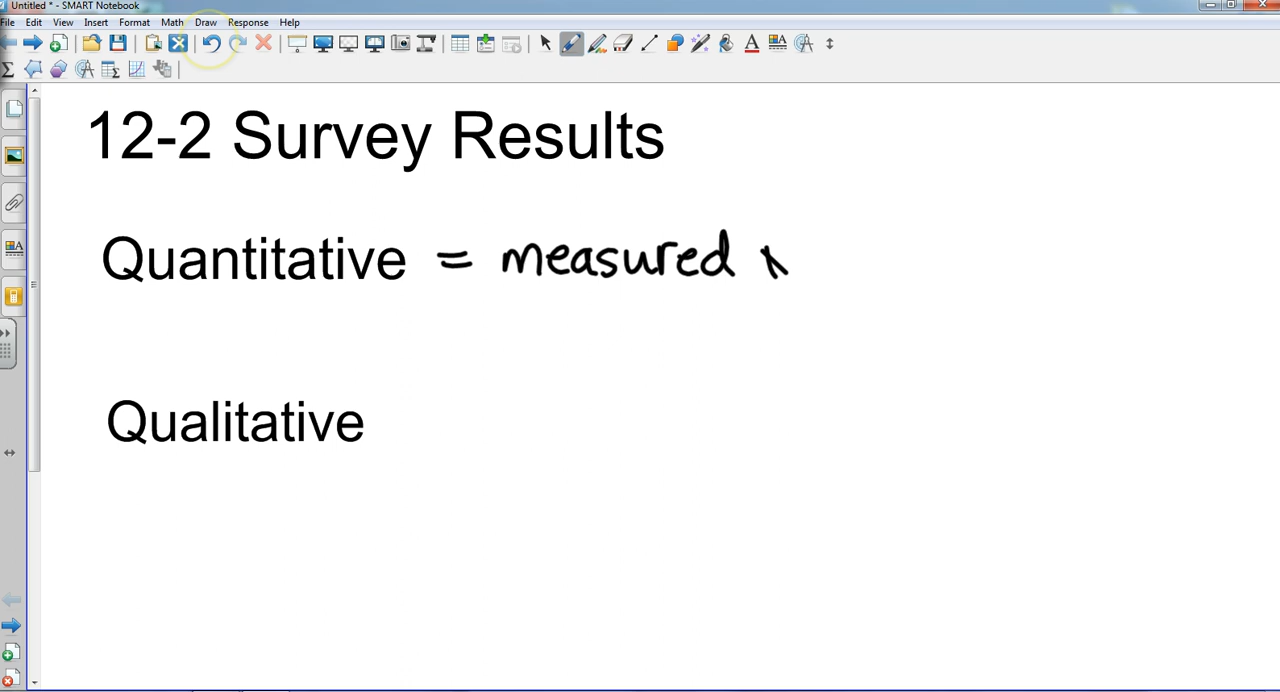 Untitled * - SMART Notebook
File Edit View Insert Format Math Draw Response Help
12-2 Survey Results
Quantitative = measured
Qualitative